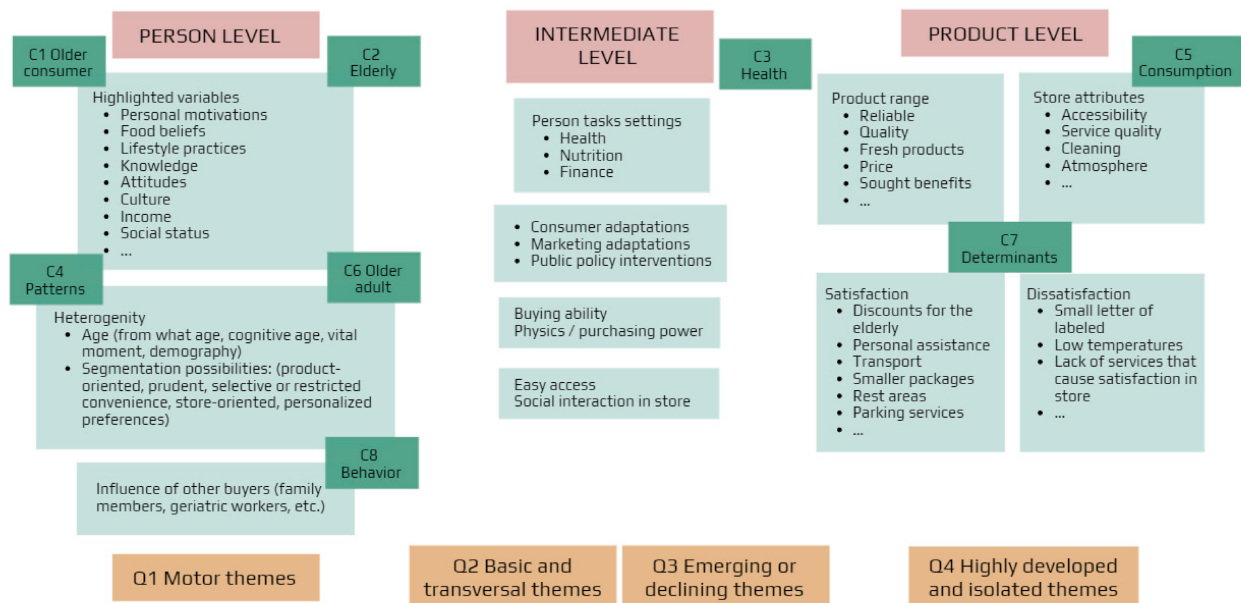 PERSON LEVEL
C1 Older
consumer
C2
Elderly
Highlighted variables
• Personal motivations
• Food beliefs
• Lifestyle practices
• Knowledge
• Attitudes
• Culture
• Income
• Social status
• ...
C4
Patterns
C6 Older
adult
Heterogenity
• Age (from what age, cognitive age, vital
moment, demography)
• Segmentation possibilities: (product-
oriented, prudent, selective or restricted
convenience, store-oriented, personalized
preferences)
C8
Behavior
Influence of other buyers (family
members, geriatric workers, etc.)
INTERMEDIATE
LEVEL
C3
Health
Person tasks settings
• Health
• Nutrition
• Finance
• Consumer adaptations
• Marketing adaptations
• Public policy interventions
Buying ability
Physics / purchasing power
Easy access
Social interaction in store
PRODUCT LEVEL
C5
Consumption
Product range
• Reliable
• Quality
• Fresh products
• Price
• Sought benefits
• ...
Store attributes
• Accessibility
• Service quality
• Cleaning
• Atmosphere
• ...
C7
Determinants
Satisfaction
• Discounts for the
elderly
• Personal assistance
• Transport
• Smaller packages
• Rest areas
• Parking services
• ...
Dissatisfaction
• Small letter of
labeled
• Low temperatures
• Lack of services that
cause satisfaction in
store
• ...
Q1 Motor themes
Q2 Basic and
transversal themes
Q3 Emerging or
declining themes
Q4 Highly developed
and isolated themes